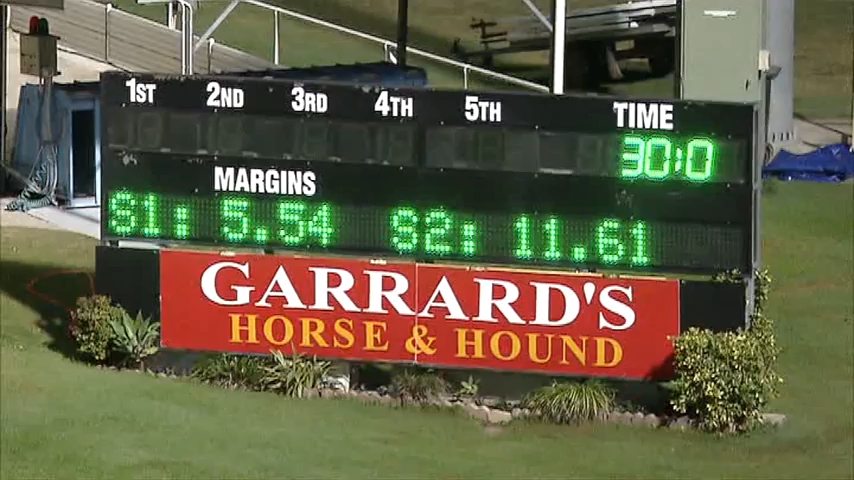 1ST 2ND 3RD 4TH 5TH TIME
30:0
MARGINS
S1: 5.54 S2: 11.61
GARRARD'S
HORSE & HOUND